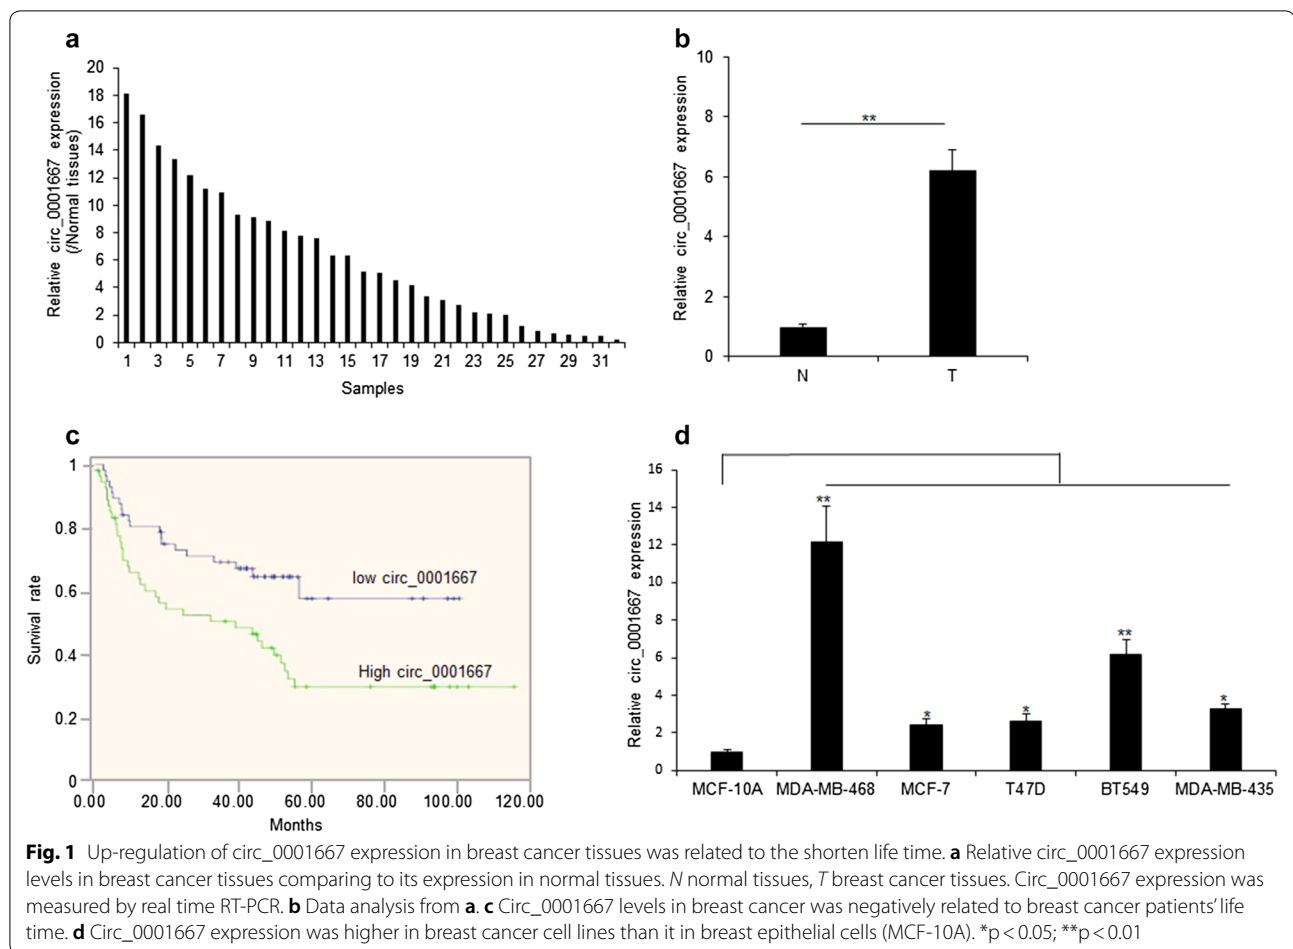 a
Relative circ_0001667 expression
(/Normal tissues)
20
18
16
14
12
10
8
6
4
2
0
1 3 5 7 9 11 13 15 17 19 21 23 25 27 29 31
Samples
b
Relative circ_0001667 expression
10
8
6
4
2
0
**
N T
c
Survival rate
1
0.8
0.6
0.4
0.2
0
low circ_0001667
High circ_0001667
0.00 20.00 40.00 60.00 80.00 100.00 120.00
Months
d
Relative circ_0001667 expression
16
14
12
10
8
6
4
2
0
** * * ** *
MCF-10A MDA-MB-468 MCF-7 T47D BT549 MDA-MB-435
Fig. 1 Up-regulation of circ_0001667 expression in breast cancer tissues was related to the shorten life time. a Relative circ_0001667 expression
levels in breast cancer tissues comparing to its expression in normal tissues. N normal tissues, T breast cancer tissues. Circ_0001667 expression was
measured by real time RT-PCR. b Data analysis from a. c Circ_0001667 levels in breast cancer was negatively related to breast cancer patients' life
time. d Circ_0001667 expression was higher in breast cancer cell lines than it in breast epithelial cells (MCF-10A). *p < 0.05; **p < 0.01